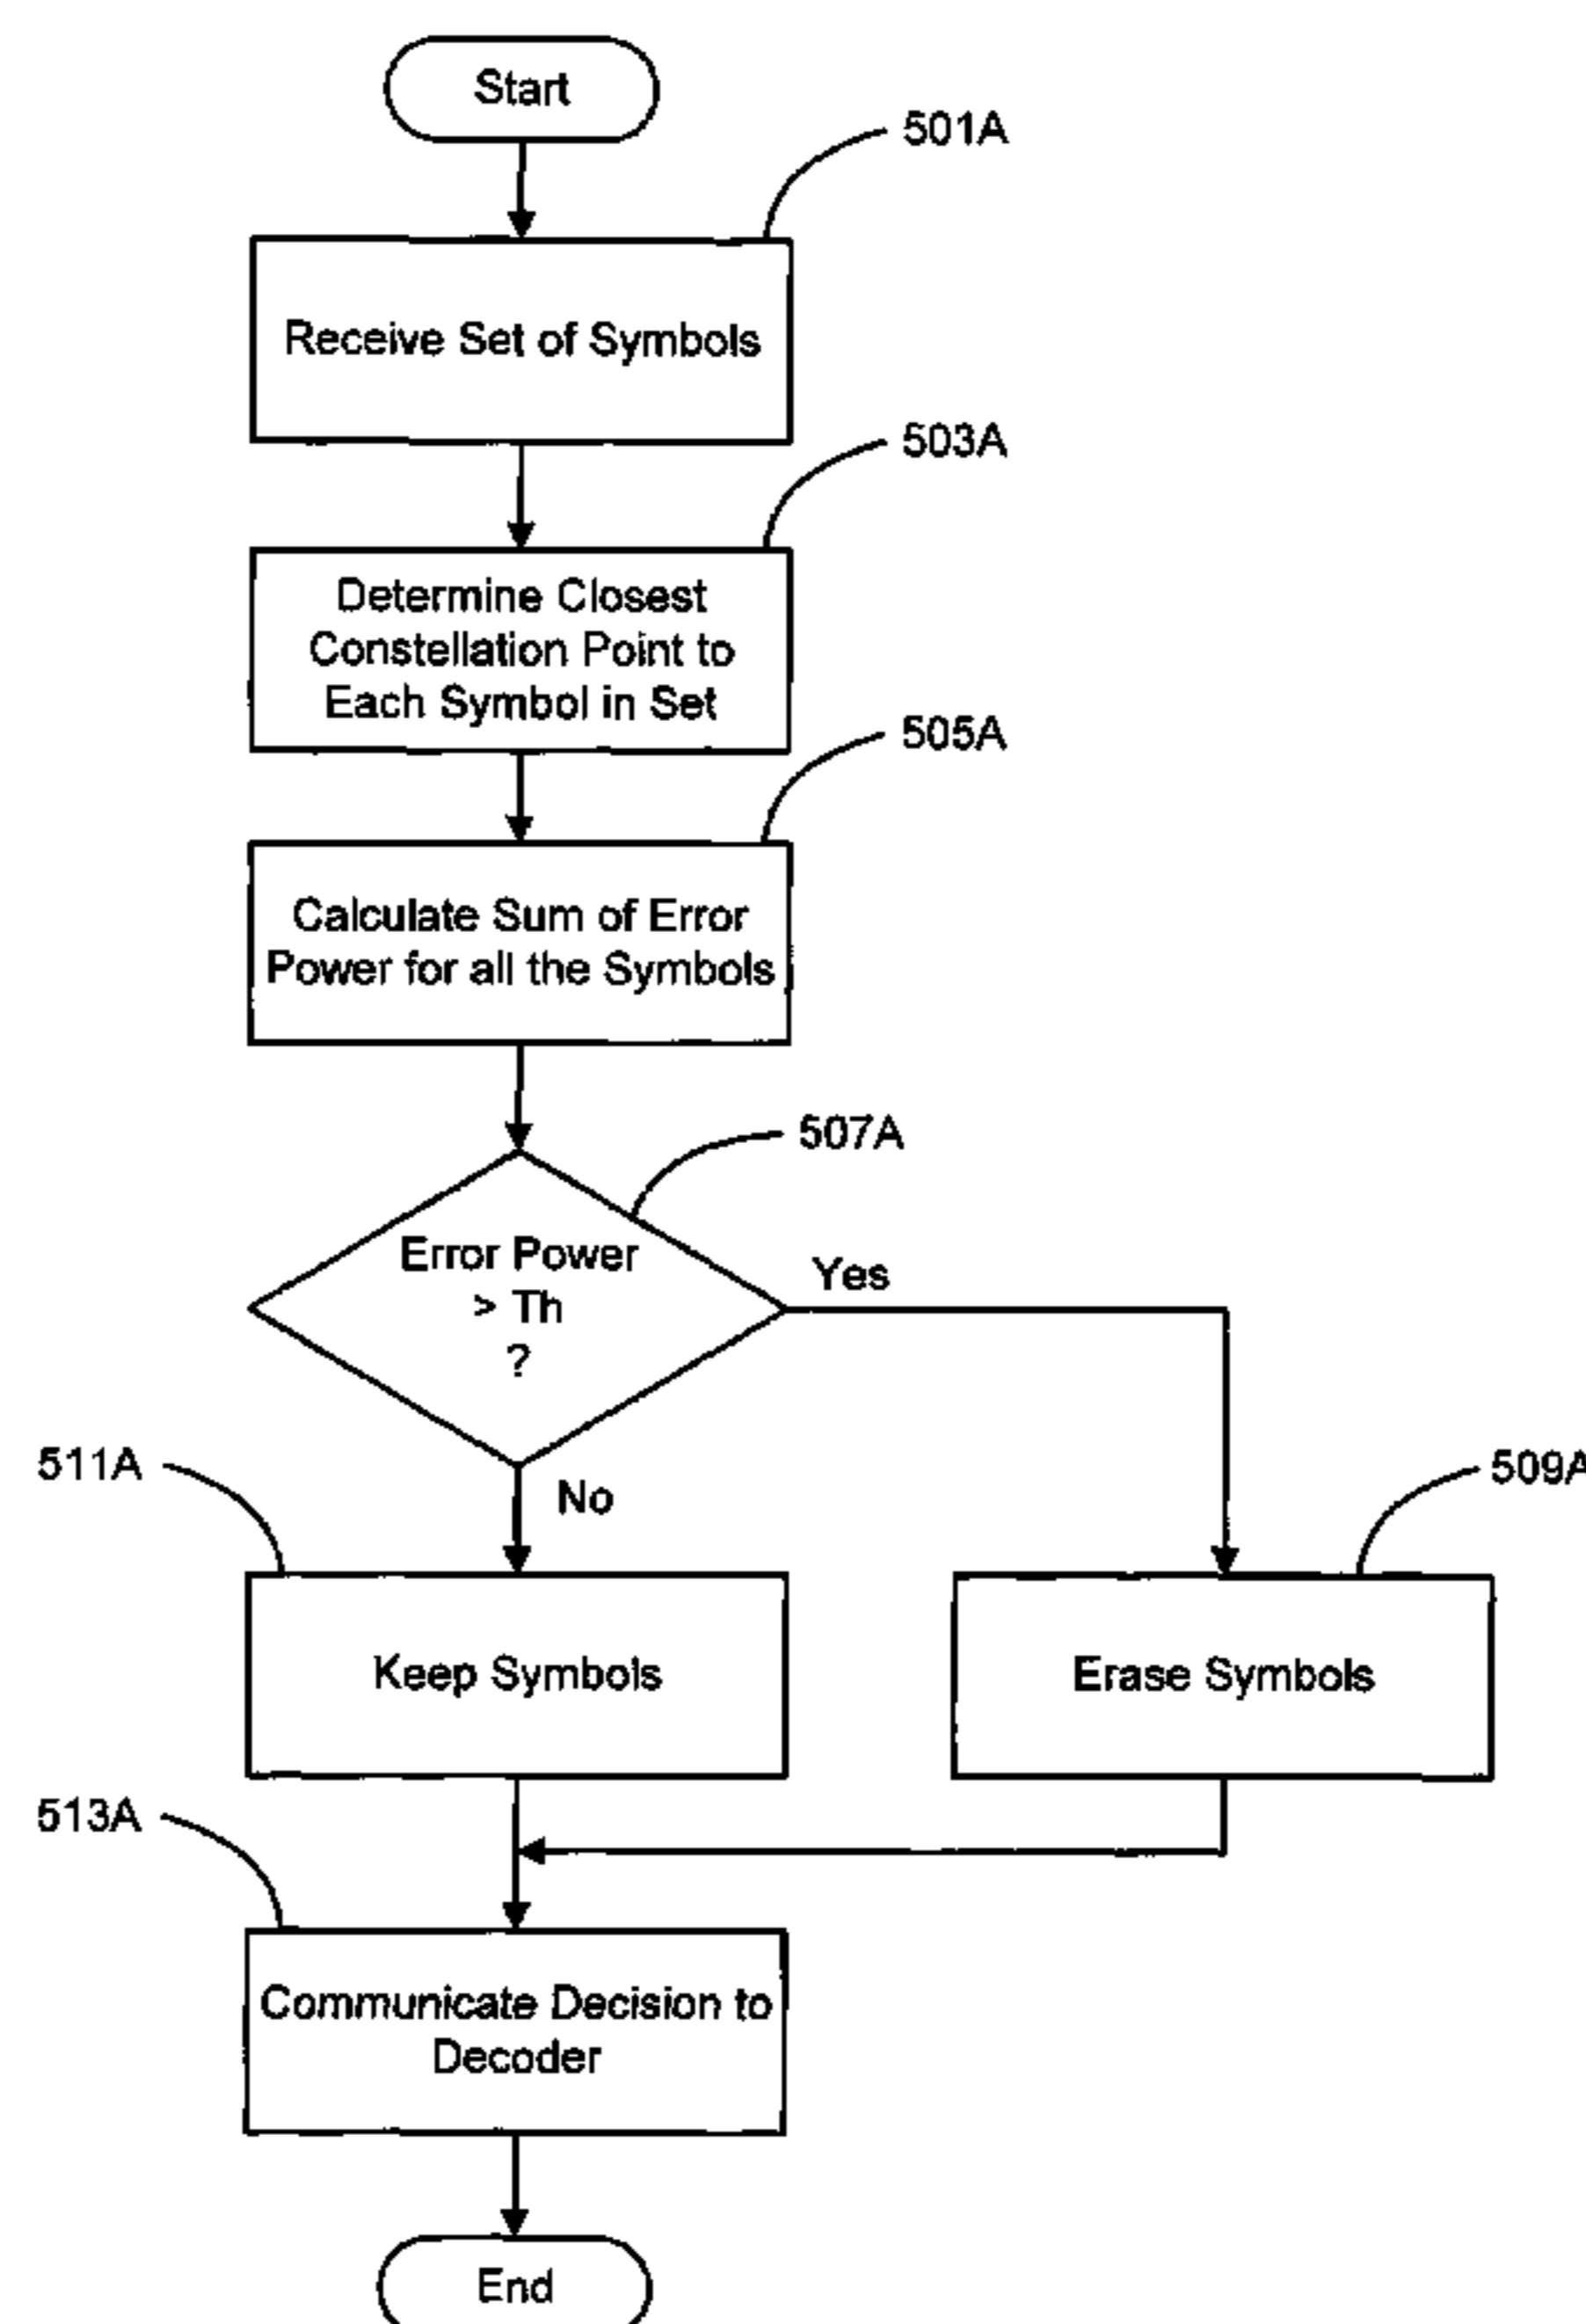 Start
501A
Receive Set of Symbols
503A
Determine Closest
Constellation Point to
Each Symbol in Set
505A
Calculate Sum of Error
Power for all the Symbols
507A
Error Power
> Th
?
Yes
No
511A
509A
Keep Symbols
Erase Symbols
513A
Communicate Decision to
Decoder
End